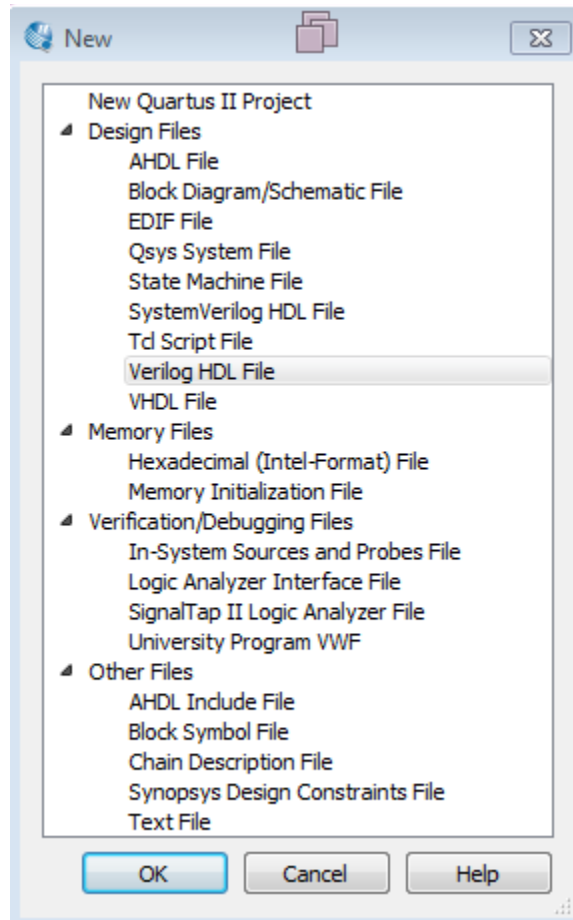 New
New Quartus II Project
Design Files
AHDL File
Block Diagram/Schematic File
EDIF File
Qsys System File
State Machine File
SystemVerilog HDL File
Tcl Script File
Verilog HDL File
VHDL File
Memory Files
Hexadecimal (Intel-Format) File
Memory Initialization File
Verification/Debugging Files
In-System Sources and Probes File
Logic Analyzer Interface File
SignalTap II Logic Analyzer File
University Program VWF
Other Files
AHDL Include File
Block Symbol File
Chain Description File
Synopsys Design Constraints File
Text File
OK Cancel Help